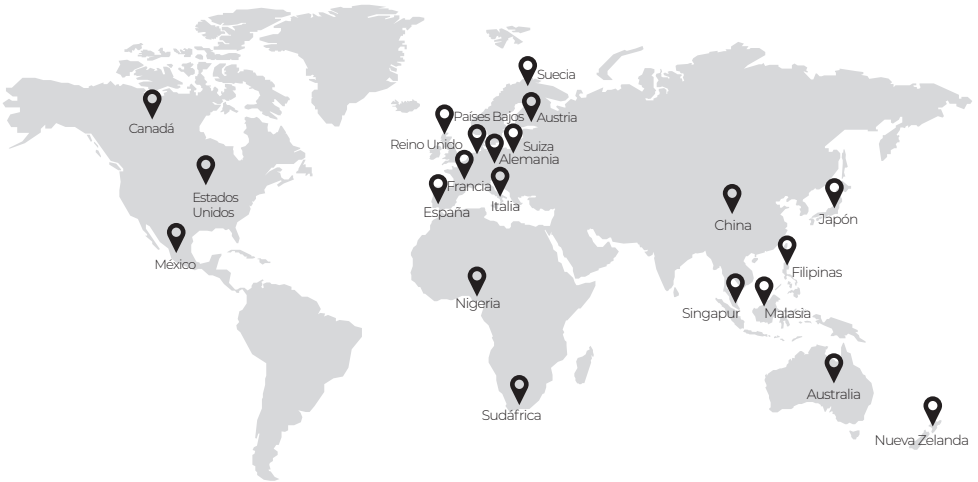 Suecia
Países Bajos
Austria
Canadá
Reino Unido
Suiza
Alemania
Francia
Estados
Unidos
España
Italia
China
Japón
México
Filipinas
Nigeria
Singapur
Malasia
Australia
Sudáfrica
Nueva Zelanda